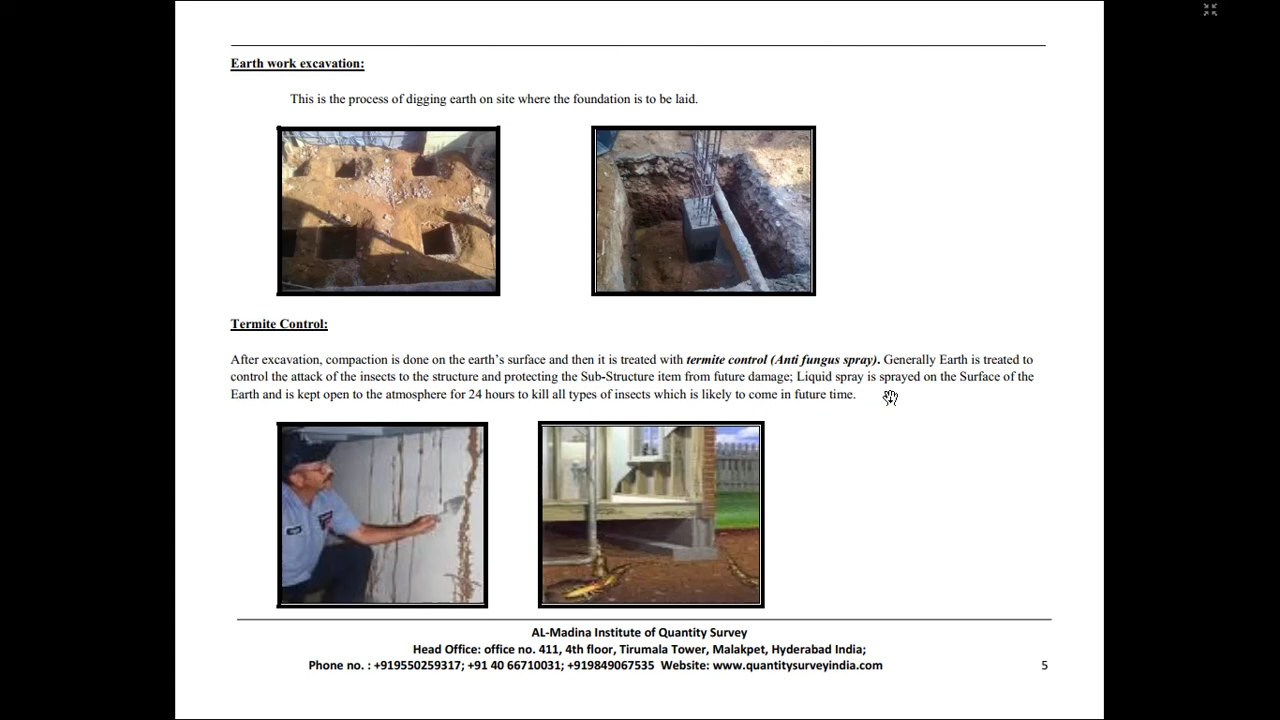 Earth work excavation:
This is the process of digging earth on site where the foundation is to be laid.
Termite Control:
After excavation, compaction is done on the earth’s surface and then it is treated with termite control (Anti fungus spray). Generally Earth is treated to
control the attack of the insects to the structure and protecting the Sub-Structure item from future damage; Liquid spray is sprayed on the Surface of the
Earth and is kept open to the atmosphere for 24 hours to kill all types of insects which is likely to come in future time.
AL-Madina Institute of Quantity Survey
Head Office: office no. 411, 4th floor, Tirumala Tower, Malakpet, Hyderabad India;
Phone no. : +919550259317; +91 40 66710031; +919849067535 Website: www.quantitysurveyindia.com
5